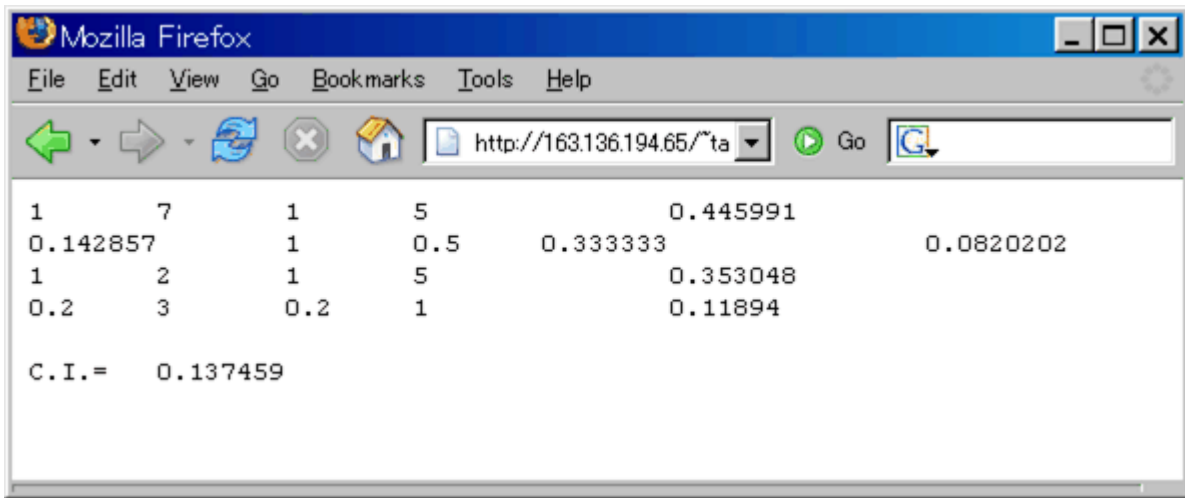 Mozilla Firefox
File Edit View Go Bookmarks Tools Help
http://163.136.194.65/~ta Go G
1 7 1 5 0.445991
0.142857 1 0.5 0.333333 0.0820202
1 2 1 5 0.353048
0.2 3 0.2 1 0.11894
C.I.= 0.137459